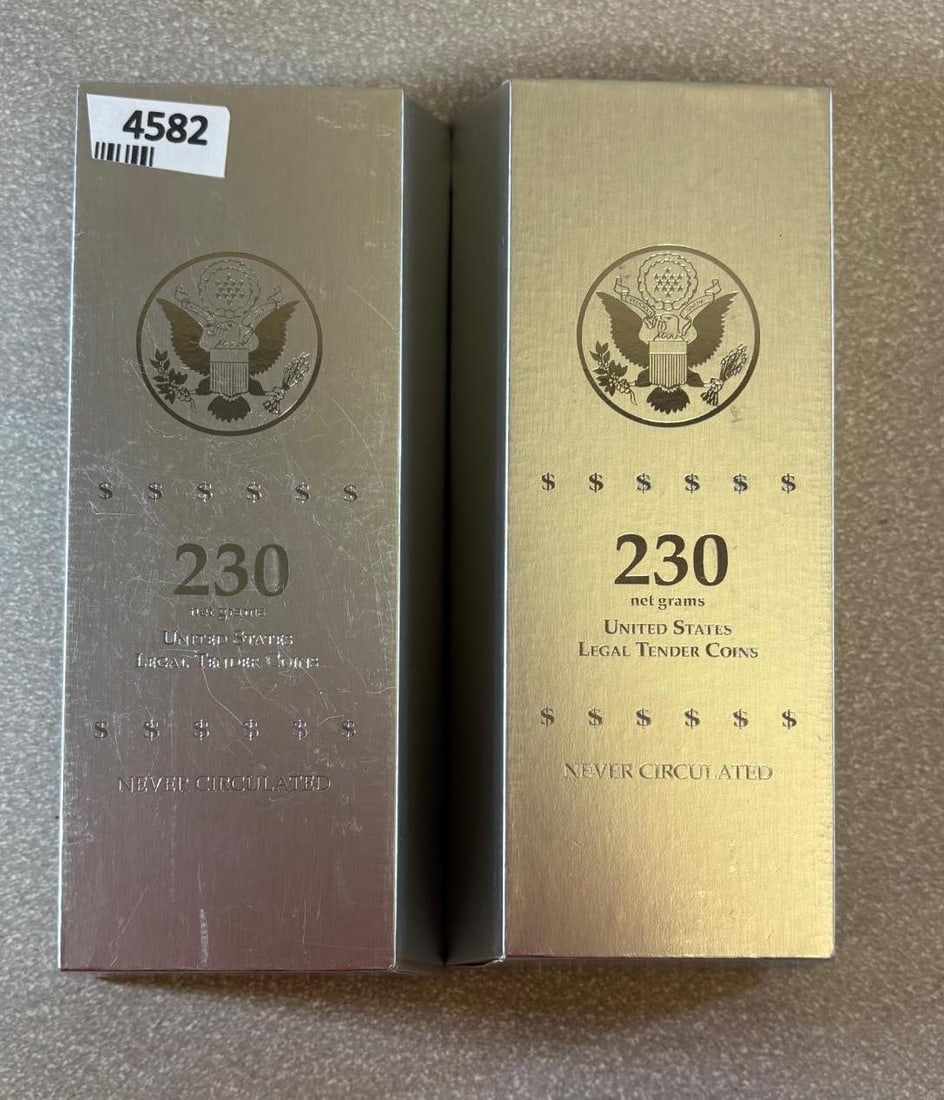 4582
$ $ $ $ $ $
230
net grams
UNITED STATES
LEGAL TENDER COINS
$ $ $ $ $ $
NEVER CIRCULATED
$ $ $ $ $ $
230
net grams
UNITED STATES
LEGAL TENDER COINS
$ $ $ $ $ $
NEVER CIRCULATED